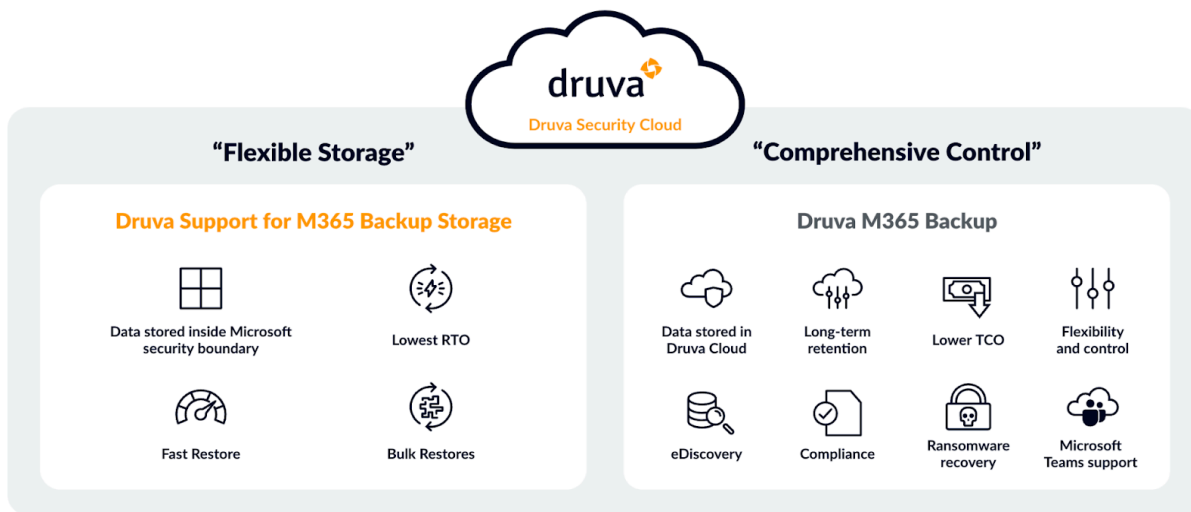 druva
Druva Security Cloud
“Flexible Storage”
Druva Support for M365 Backup Storage
Data stored inside Microsoft
security boundary
Lowest RTO
Fast Restore
Bulk Restores
“Comprehensive Control”
Druva M365 Backup
Data stored in
Druva Cloud
Long-term
retention
Lower TCO
Flexibility
and control
eDiscovery
Compliance
Ransomware
recovery
Microsoft
Teams support